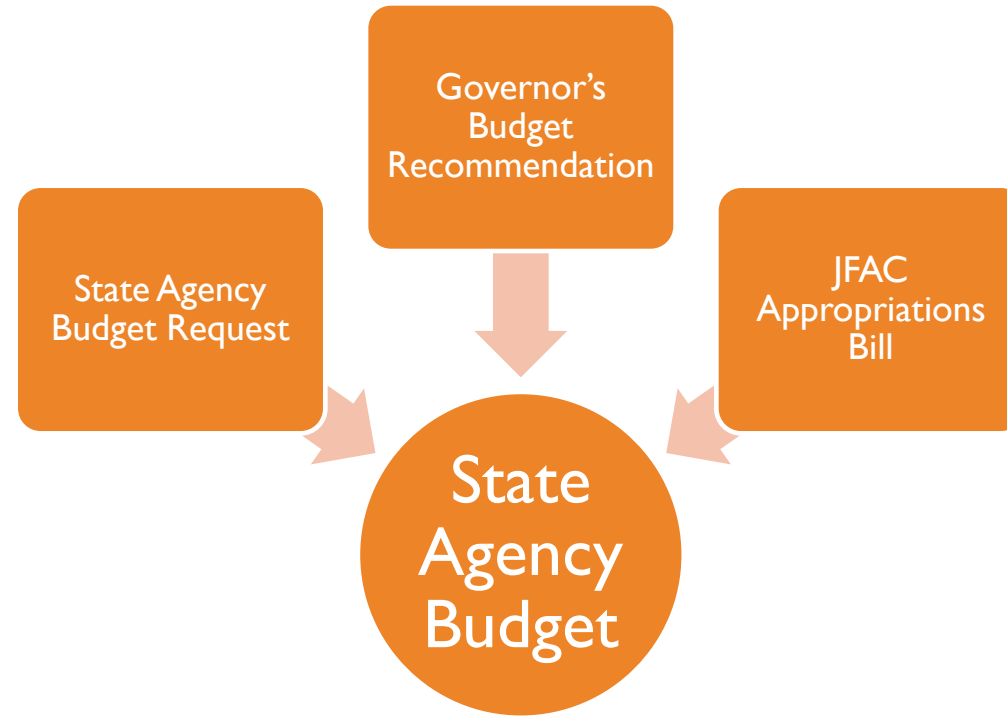 Governor's
Budget
Recommendation
State Agency
Budget Request
JFAC
Appropriations
Bill
State
Agency
Budget